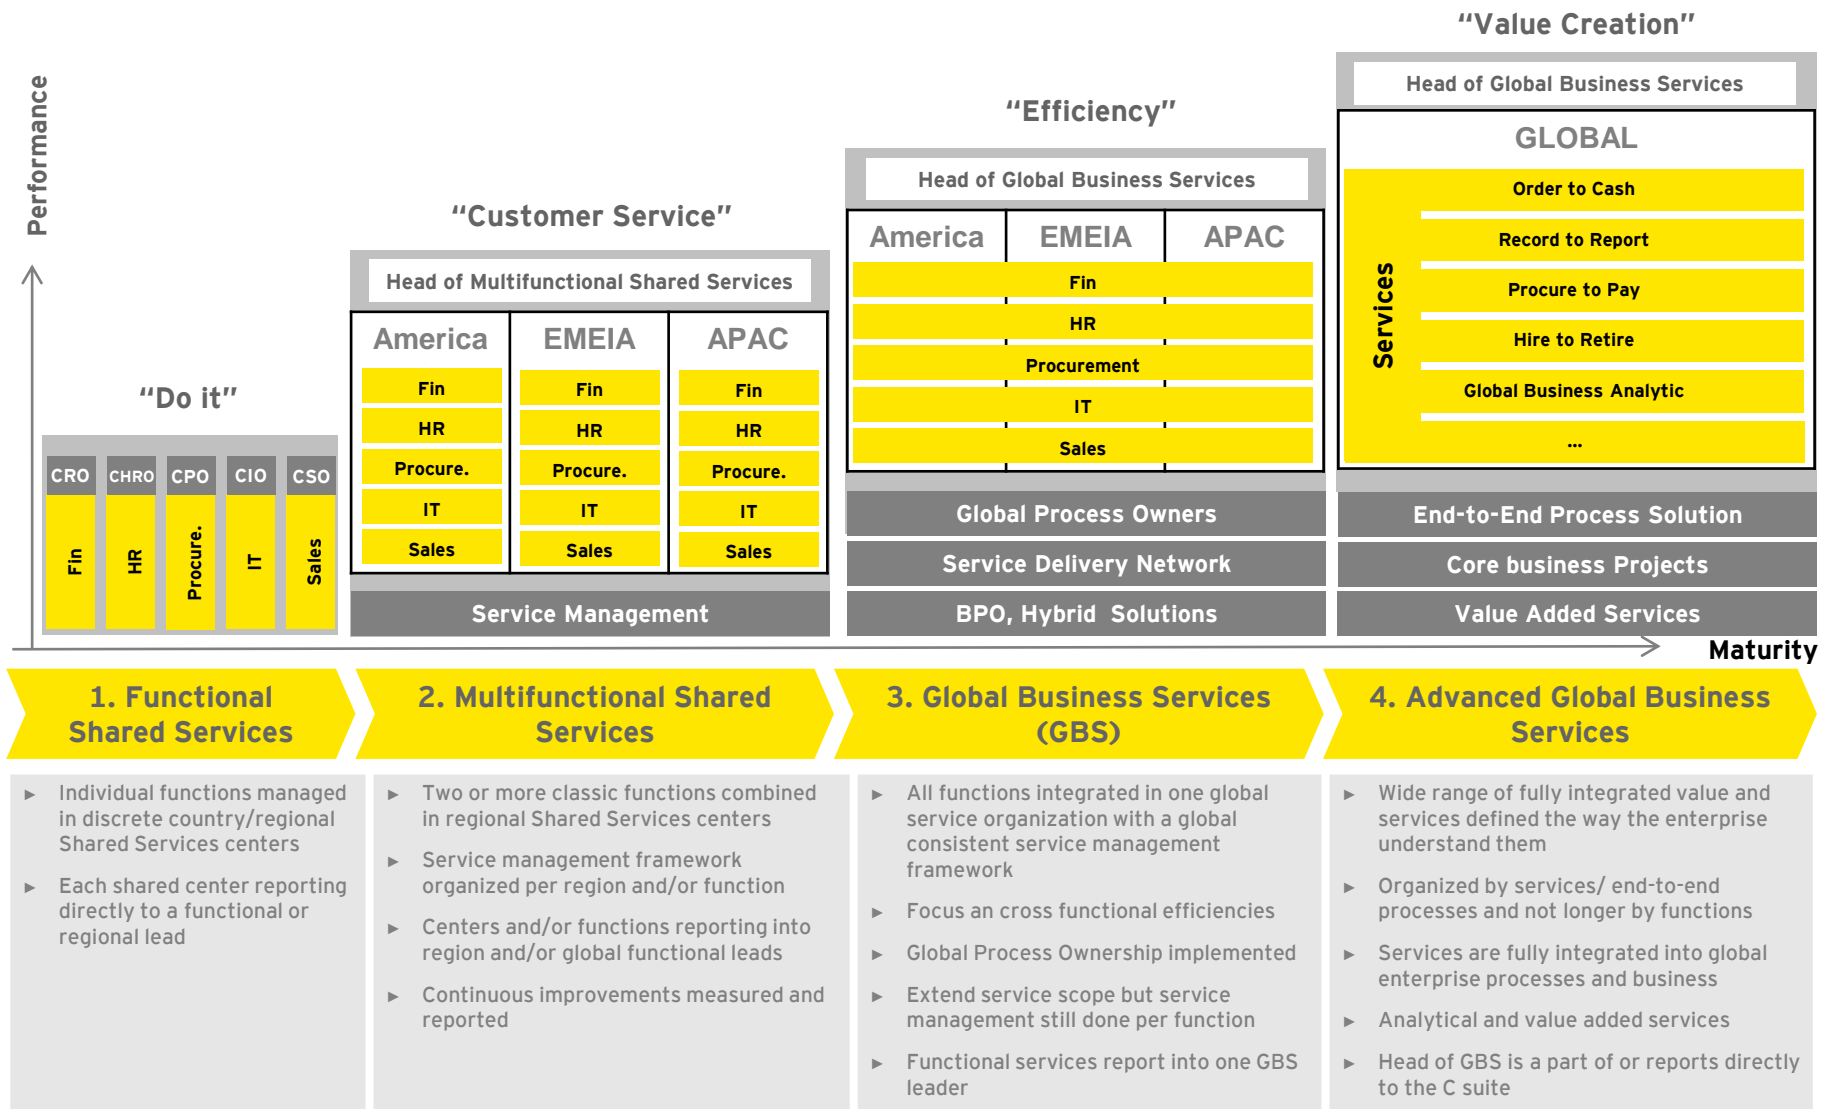 “Value Creation”
Head of Global Business Services
GLOBAL
Services
Order to Cash
Record to Report
Procure to Pay
Hire to Retire
Global Business Analytic
...
End-to-End Process Solution
Core business Projects
Value Added Services
“Efficiency”
Head of Global Business Services
America
EMEIA
APAC
Fin
HR
Procurement
IT
Sales
Global Process Owners
Service Delivery Network
BPO, Hybrid Solutions
“Customer Service”
Head of Multifunctional Shared Services
America
EMEIA
APAC
Fin
Fin
Fin
HR
HR
HR
Procure.
Procure.
Procure.
IT
IT
IT
Sales
Sales
Sales
Service Management
“Do it”
CRO
CHRO
CPO
CIO
CSO
Fin
HR
Procure.
IT
Sales
Performance
Maturity
1. Functional
Shared Services
2. Multifunctional Shared
Services
3. Global Business Services
(GBS)
4. Advanced Global Business
Services
► Individual functions managed
in discrete country/regional
Shared Services centers
► Each shared center reporting
directly to a functional or
regional lead
► Two or more classic functions combined
in regional Shared Services centers
► Service management framework
organized per region and/or function
► Centers and/or functions reporting into
region and/or global functional leads
► Continuous improvements measured and
reported
► All functions integrated in one global
service organization with a global
consistent service management
framework
► Focus an cross functional efficiencies
► Global Process Ownership implemented
► Extend service scope but service
management still done per function
► Functional services report into one GBS
leader
► Wide range of fully integrated value and
services defined the way the enterprise
understand them
► Organized by services/ end-to-end
processes and not longer by functions
► Services are fully integrated into global
enterprise processes and business
► Analytical and value added services
► Head of GBS is a part of or reports directly
to the C suite